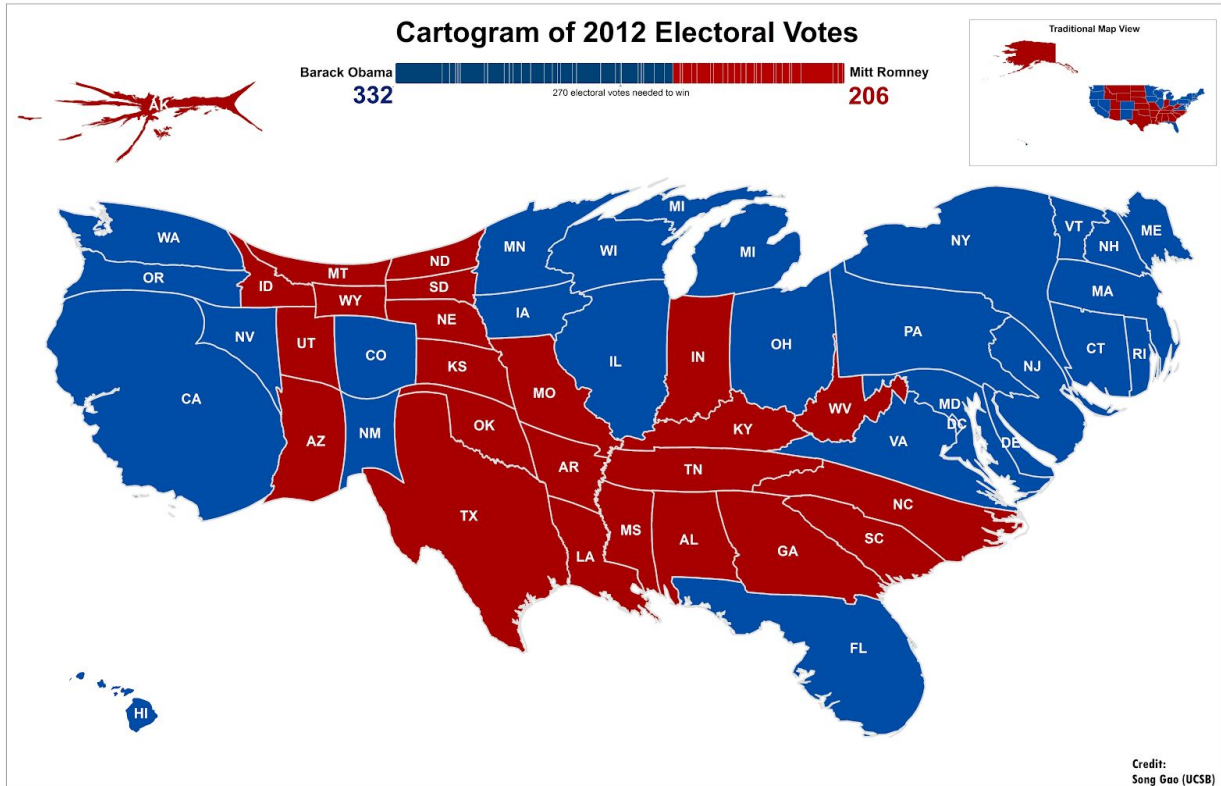 Cartogram of 2012 Electoral Votes
Traditional Map View
Barack Obama
Mitt Romney
332
270 electoral votes needed to win
206
AK
WA
OR
ID
MT
ND
SD
WY
NE
MN
WI
MI
MI
NY
VT
NH
ME
MA
CT
RI
IA
NV
UT
CO
KS
MO
IL
IN
OH
PA
NJ
CA
AZ
NM
OK
AR
KY
WV
VA
MD
DC
DE
TN
NC
TX
LA
MS
AL
GA
SC
FL
HI
Credit:
Song Gao (UCSB)